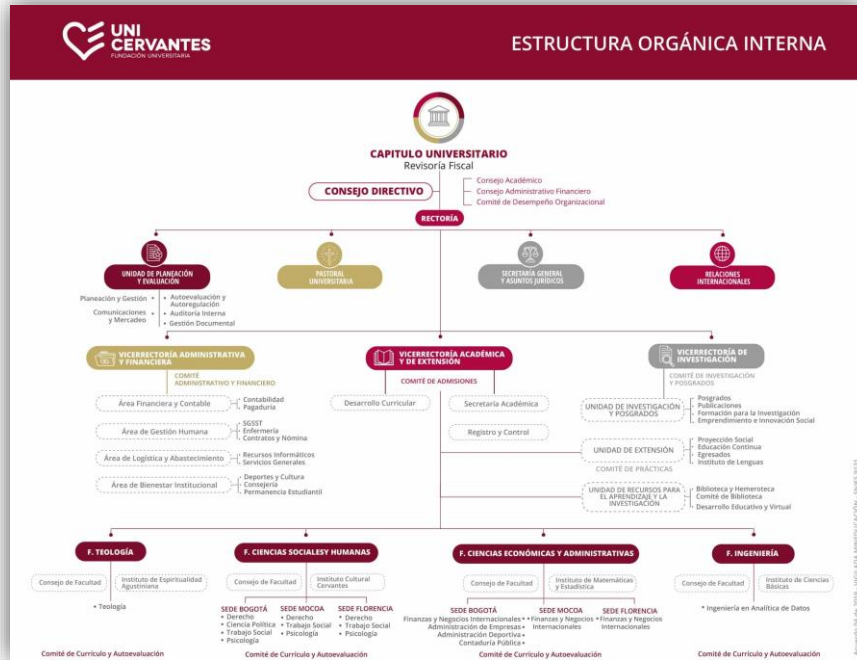 UNI
CERVANTES
FUNDACIÓN UNIVERSITARIA
ESTRUCTURA ORGÁNICA INTERNA
CAPITULO UNIVERSITARIO
Revisoría Fiscal
CONSEJO DIRECTIVO
Consejo Académico
Consejo Administrativo Financiero
Comité de Desempeño Organizacional
RECTORÍA
UNIDAD DE PLANEACIÓN
Y EVALUACIÓN
Planeación y Gestión
Comunicaciones
y Mercadeo
Autoevaluación y
Autoregulación
Auditoría Interna
Gestión Documental
PASTORAL
UNIVERSITARIA
SECRETARÍA GENERAL
Y ASUNTOS JURÍDICOS
RELACIONES
INTERNACIONALES
VICERRECTORÍA ADMINISTRATIVA
Y FINANCIERA
COMITÉ
ADMINISTRATIVO Y FINANCIERO
Área Financiera y Contable
Contabilidad
Pagaduría
Área de Gestión Humana
SGSST
Enfermería
Contratos y Nómina
Área de Logística y Abastecimiento
Recursos Informáticos
Servicios Generales
Área de Bienestar Institucional
Deportes y Cultura
Consejería
Permanencia Estudiantil
VICERRECTORÍA ACADÉMICA
Y DE EXTENSIÓN
COMITÉ DE ADMISIONES
Desarrollo Curricular
Secretaría Académica
Registro y Control
VICERRECTORÍA DE
INVESTIGACIÓN
COMITÉ DE INVESTIGACIÓN
Y POSGRADOS
UNIDAD DE INVESTIGACIÓN
Y POSGRADOS
Posgrados
Publicaciones
Formación para la Investigación
Emprendimiento e Innovación Social
UNIDAD DE EXTENSIÓN
Proyección Social
Educación Continua
Egresados
Instituto de Lenguas
COMITÉ DE PRÁCTICAS
UNIDAD DE RECURSOS PARA
EL APRENDIZAJE Y LA
INVESTIGACIÓN
Biblioteca y Hemeroteca
Comité de Biblioteca
Desarrollo Educativo y Virtual
F. TEOLOGÍA
Consejo de Facultad
Instituto de Espiritualidad
Agustiniana
• Teología
Comité de Currículo y Autoevaluación
F. CIENCIAS SOCIALESY HUMANAS
Consejo de Facultad
Instituto Cultural
Cervantes
SEDE BOGOTÁ
• Derecho
• Ciencia Política
• Trabajo Social
• Psicología
SEDE MOCOA
• Derecho
• Trabajo Social
• Psicología
SEDE FLORENCIA
• Derecho
• Trabajo Social
• Psicología
Comité de Currículo y Autoevaluación
F. CIENCIAS ECONÓMICAS Y ADMINISTRATIVAS
Consejo de Facultad
Instituto de Matemáticas
y Estadística
SEDE BOGOTÁ
Finanzas y Negocios Internacionales •
Administración de Empresas •
Administración Deportiva •
Contaduría Pública •
SEDE MOCOA
• Finanzas y Negocios
Internacionales
SEDE FLORENCIA
• Finanzas y Negocios
Internacionales
Comité de Currículo y Autoevaluación
F. INGENIERÍA
Consejo de Facultad
Instituto de Ciencias
Básicas
* Ingeniería en Analítica de Datos
Comité de Currículo y Autoevaluación